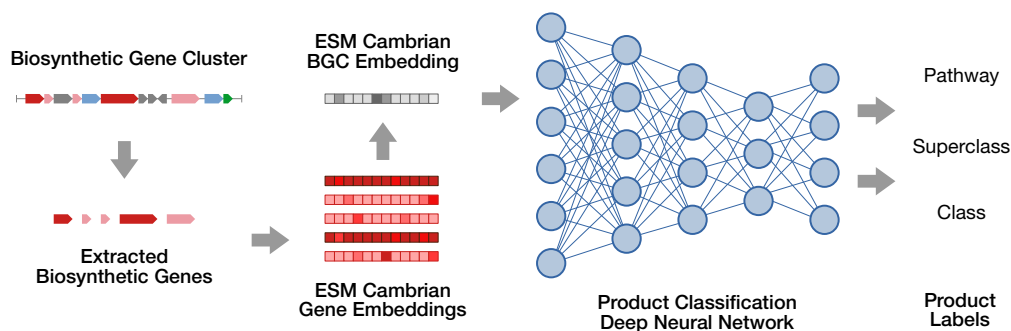 Biosynthetic Gene Cluster
Extracted
Biosynthetic Genes
ESM Cambrian
BGC Embedding
ESM Cambrian
Gene Embeddings
Product Classification
Deep Neural Network
Pathway
Superclass
Class
Product
Labels